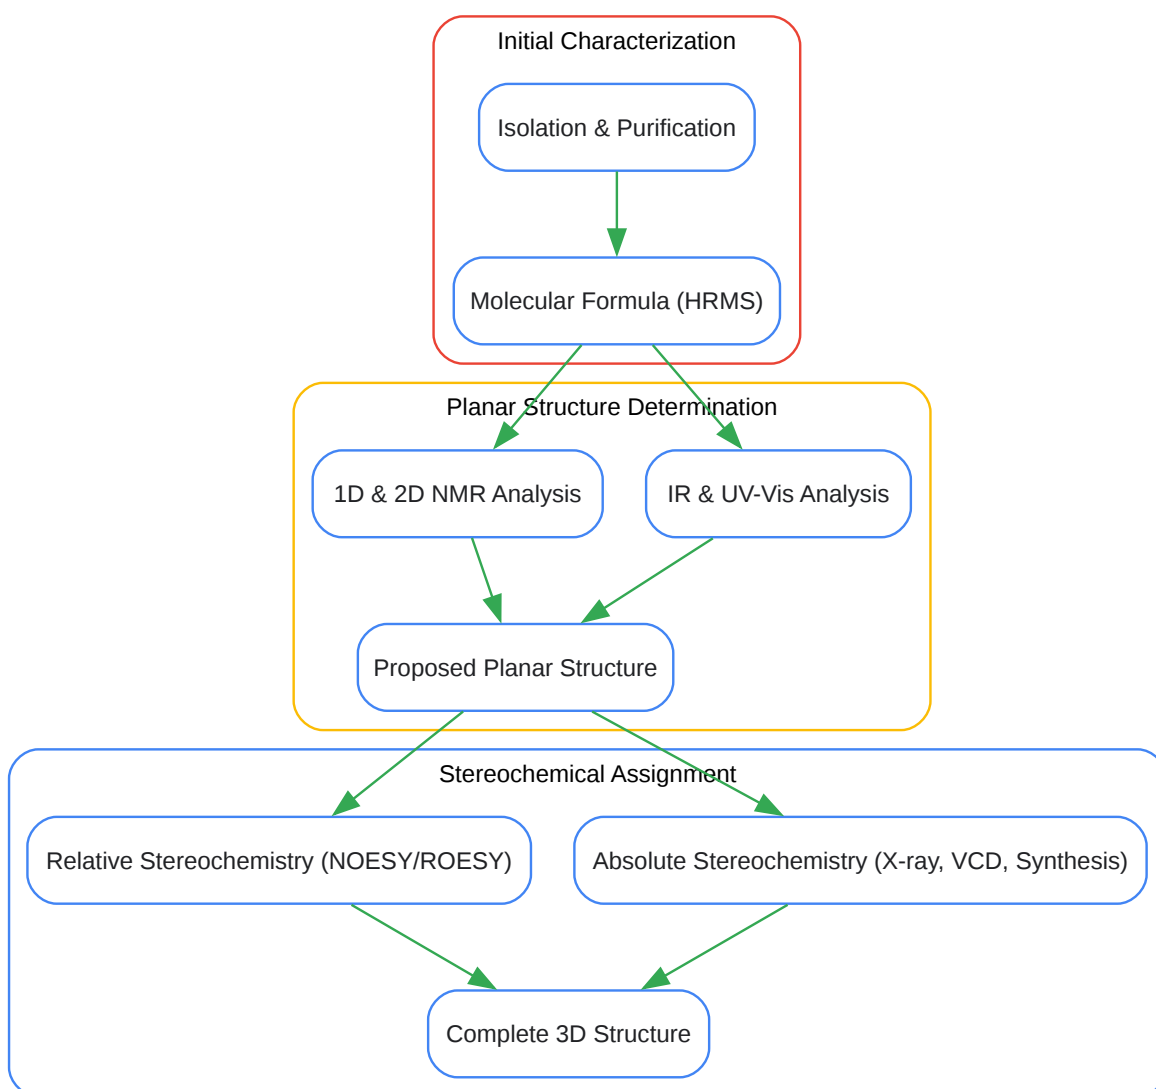 Initial Characterization
Isolation & Purification
Molecular Formula (HRMS)
Planar Structure Determination
1D & 2D NMR Analysis
IR & UV-Vis Analysis
Proposed Planar Structure
Stereochemical Assignment
Relative Stereochemistry (NOESY/ROESY)
Absolute Stereochemistry (X-ray, VCD, Synthesis)
Complete 3D Structure